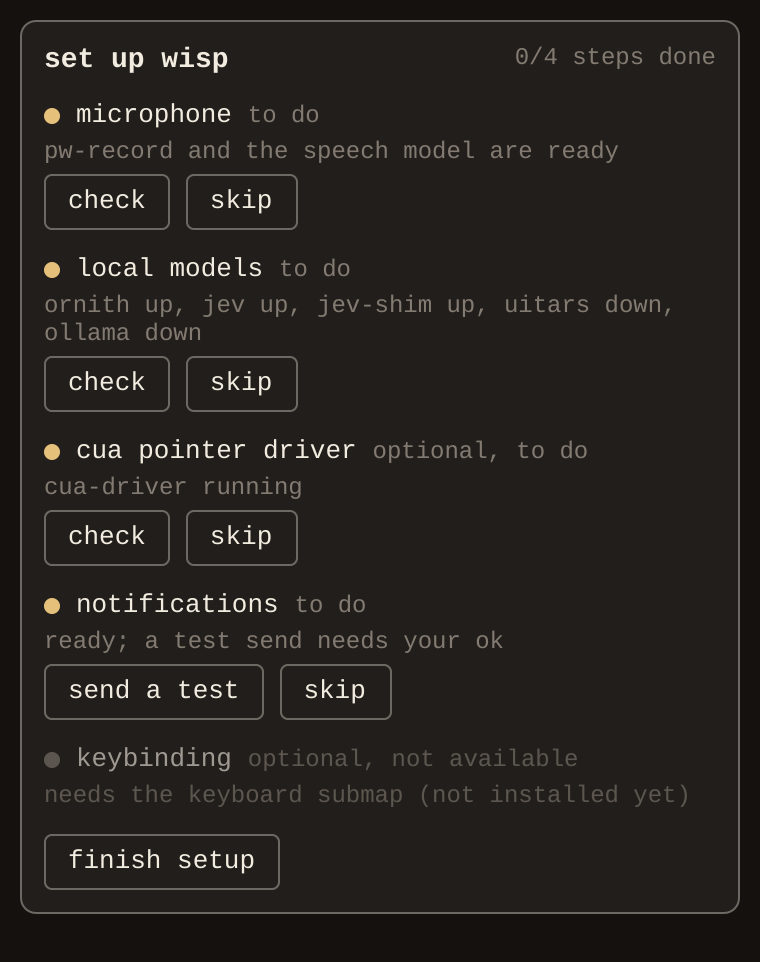 set up wisp
0/4 steps done
microphone to do
pw-record and the speech model are ready
check skip
local models to do
ornith up, jev up, jev-shim up, uitars down,
ollama down
check skip
cua pointer driver optional, to do
cua-driver running
check skip
notifications to do
ready; a test send needs your ok
send a test skip
keybinding optional, not available
needs the keyboard submap (not installed yet)
finish setup